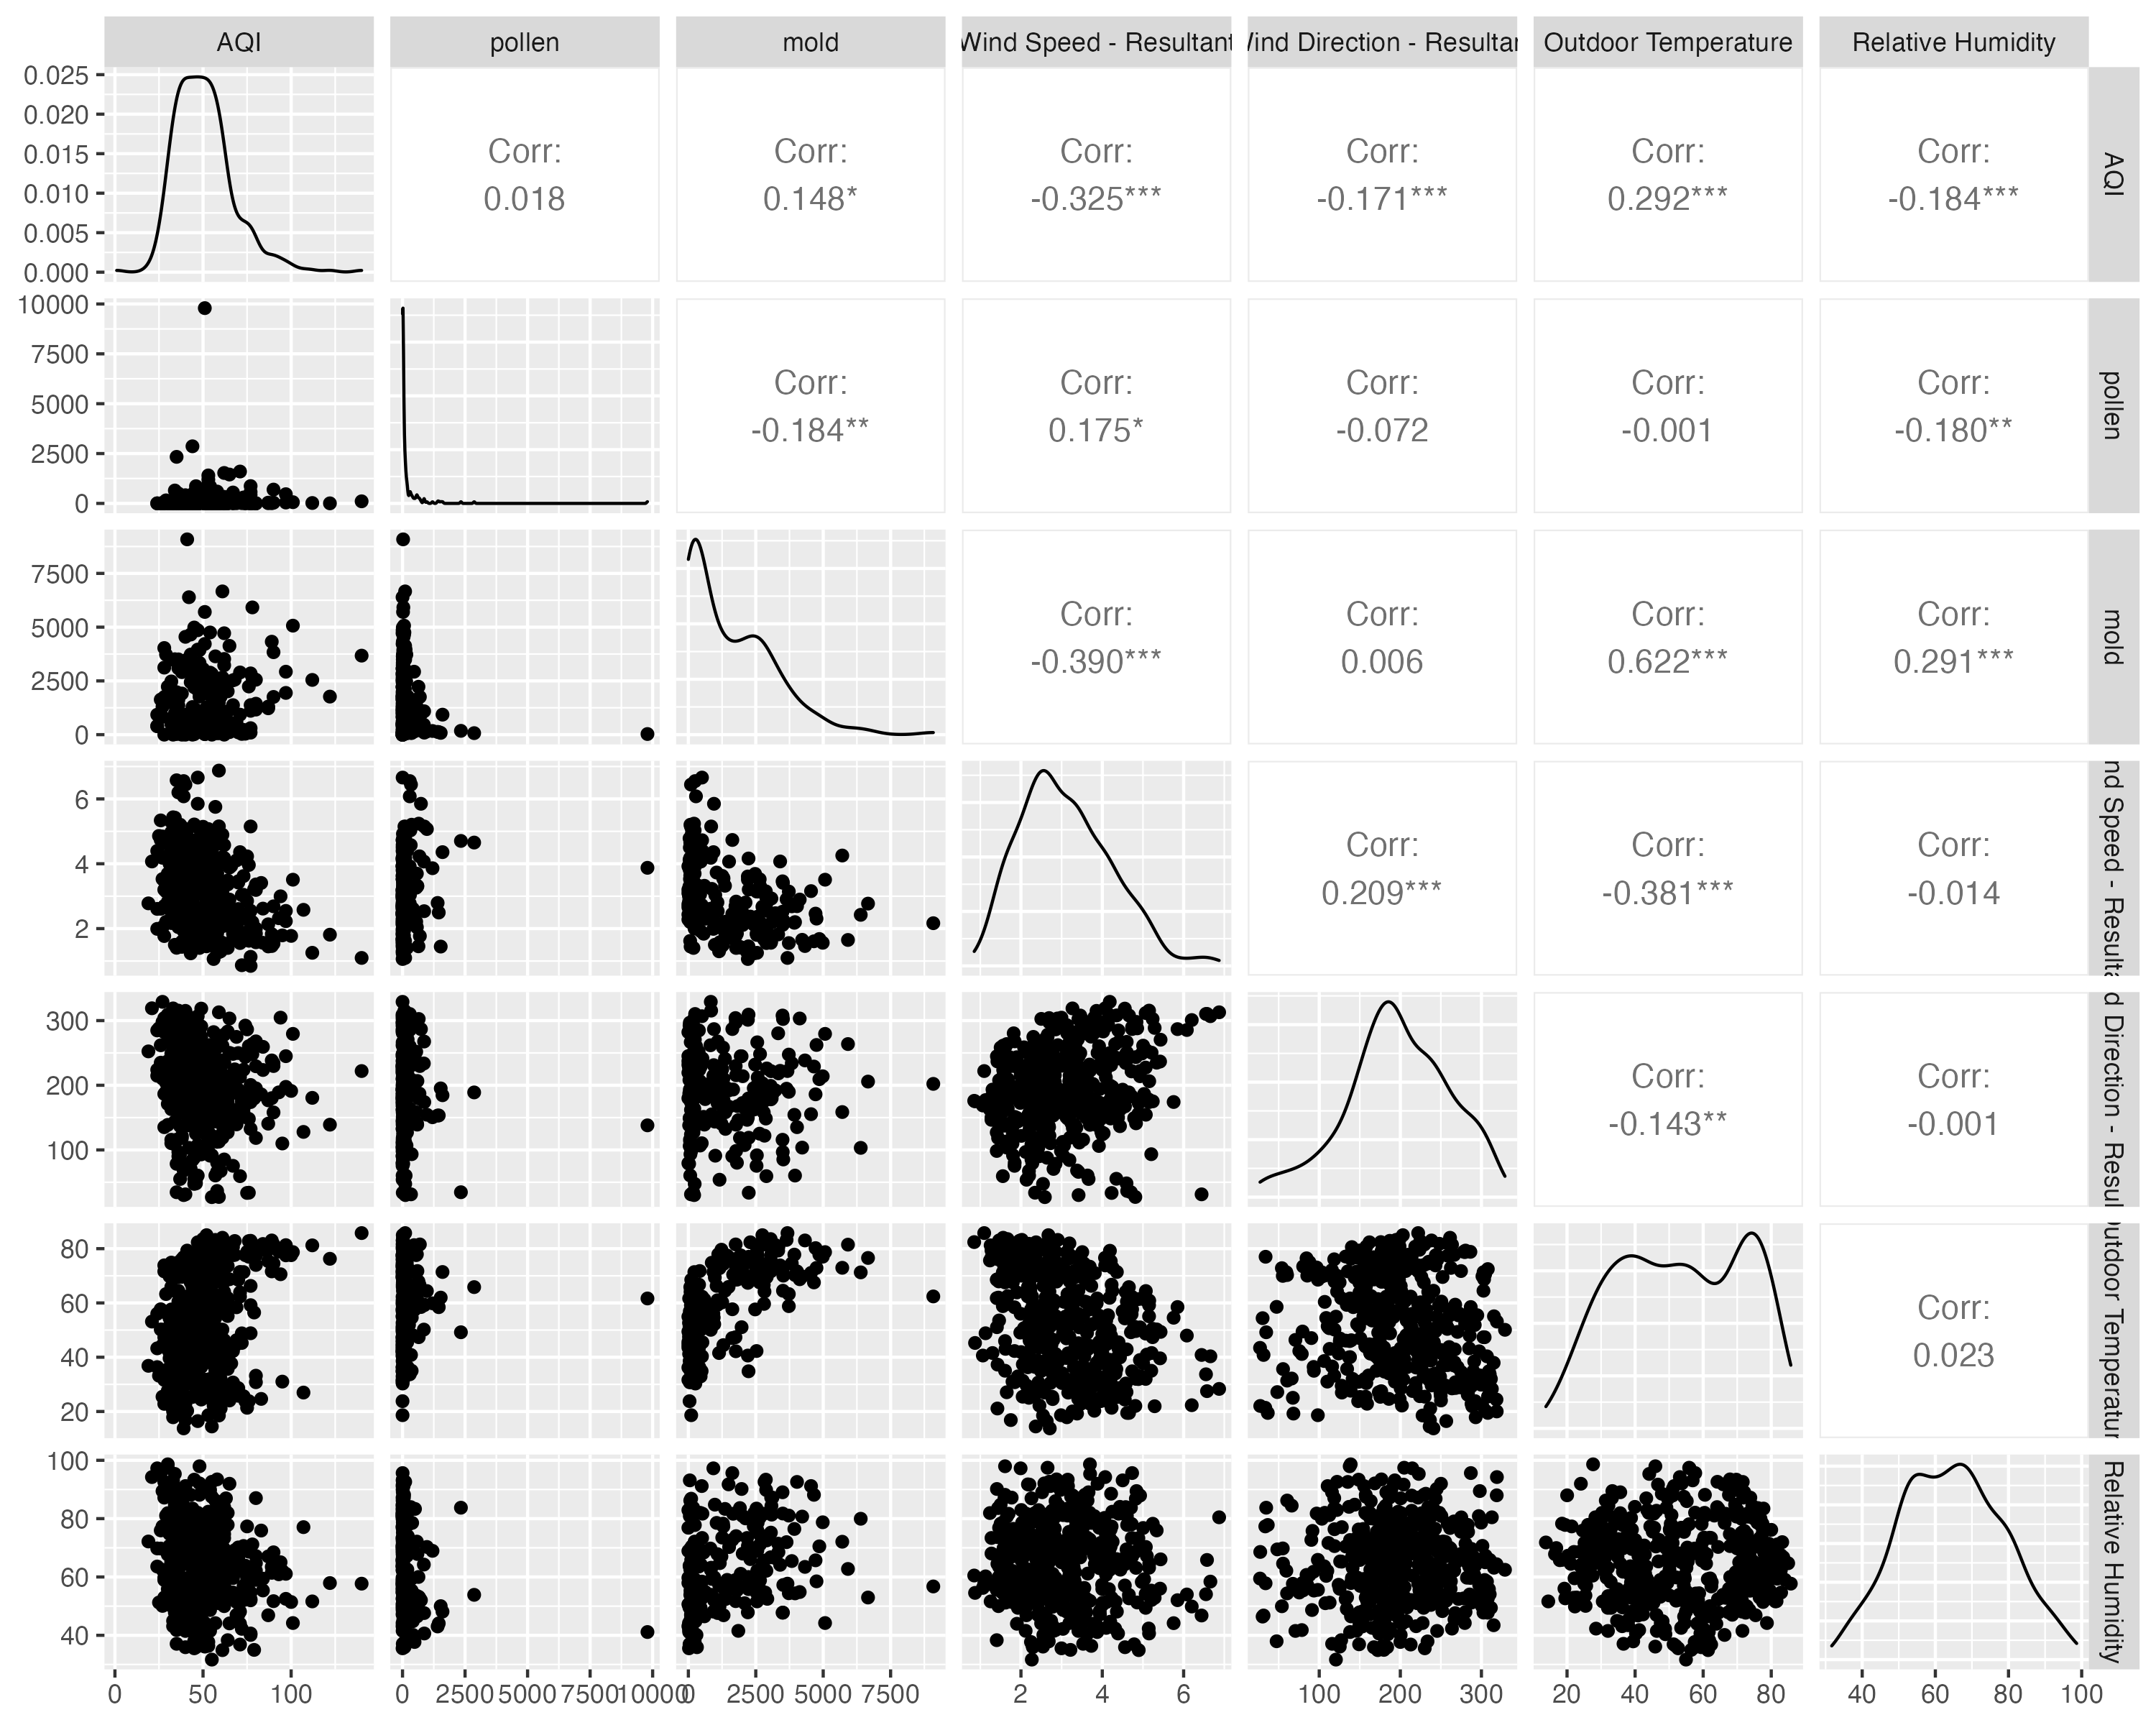 AQI pollen mold Wind Speed - Resultant Wind Direction - Resultant Outdoor Temperature Relative Humidity
0.025
0.020
0.015
0.010
0.005
0.000
Corr: Corr: Corr: Corr: Corr: Corr:
0.018 0.148* -0.325*** -0.171*** 0.292*** -0.184***
AQI
10000
7500
5000
2500
0
Corr: Corr: Corr: Corr: Corr:
-0.184** 0.175* -0.072 -0.001 -0.180**
pollen
7500
5000
2500
0
Corr: Corr: Corr: Corr:
-0.390*** 0.006 0.622*** 0.291***
mold
6
4
2
Corr: Corr: Corr:
0.209*** -0.381*** -0.014
nd Speed - Resulta
300
200
100
Corr: Corr:
-0.143** -0.001
d Direction - Resul
80
60
40
20
Corr:
0.023
utdoor Temperatur
100
80
60
40
Relative Humidity
0 50 100 0 2500 5000 7500 10000 0 2500 5000 7500 2 4 6 100 200 300 20 40 60 80 40 60 80 100